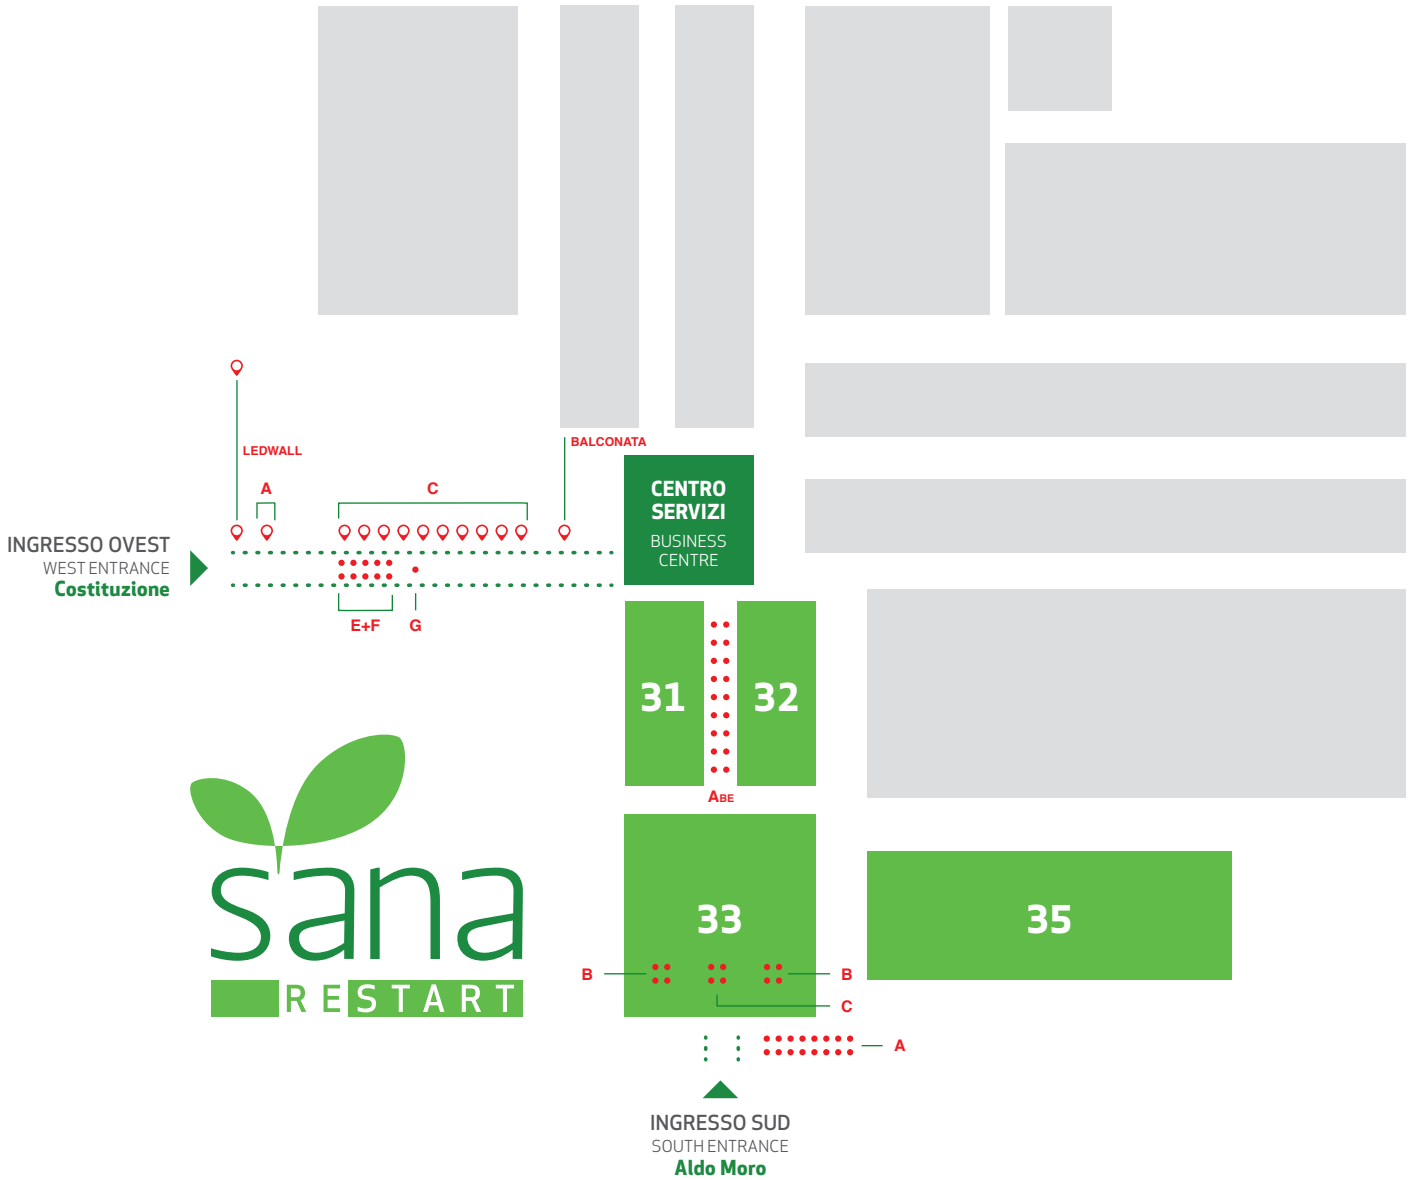 BALCONATA
LEDWALL
A
C
CENTRO
SERVIZI
BUSINESS
CENTRE
INGRESSO OVEST
WEST ENTRANCE
Costituzione
E+F
G
31
32
ABE
sana
RESTART
33
35
B
B
C
A
INGRESSO SUD
SOUTH ENTRANCE
Aldo Moro